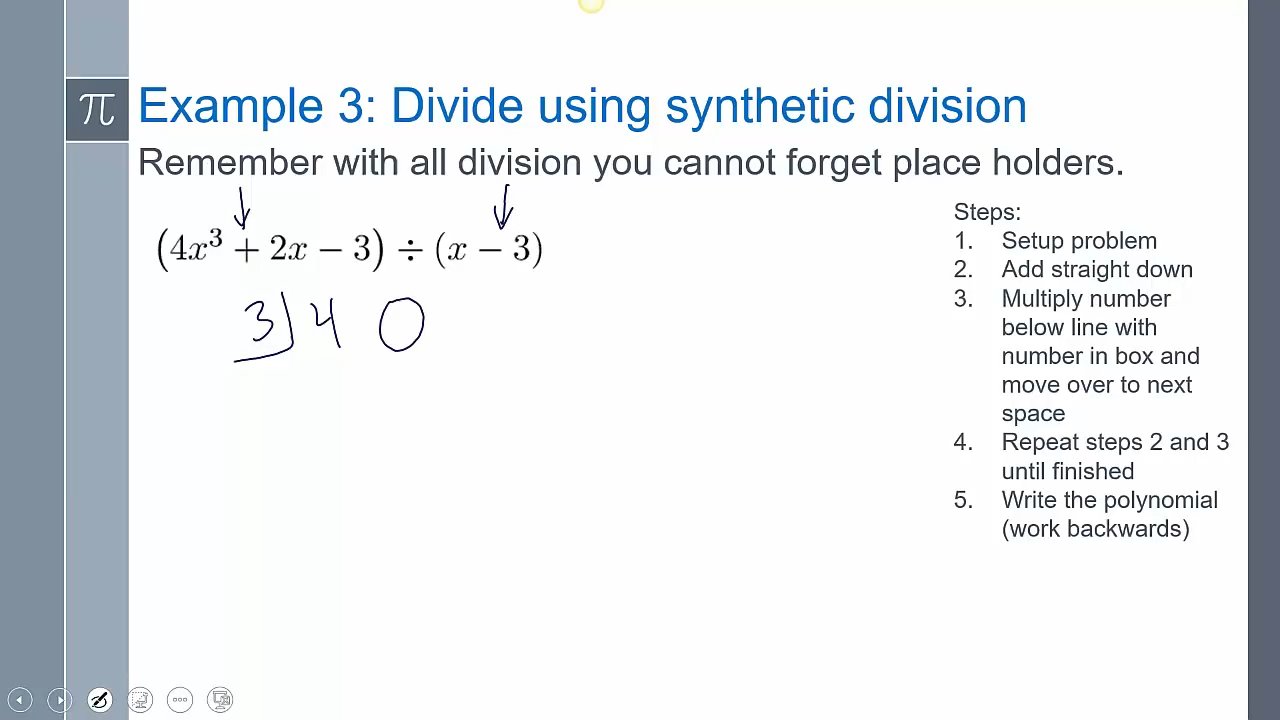 π Example 3: Divide using synthetic division
Remember with all division you cannot forget place holders.
(4x³ + 2x − 3) ÷ (x − 3)
3 4 0
Steps:
1. Setup problem
2. Add straight down
3. Multiply number
below line with
number in box and
move over to next
space
4. Repeat steps 2 and 3
until finished
5. Write the polynomial
(work backwards)